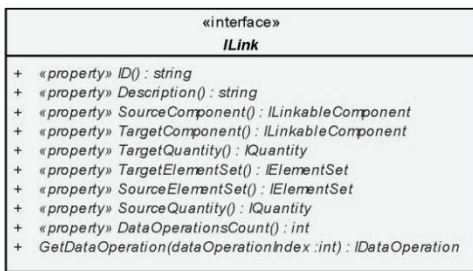 «interface»
ILink
+ «property» ID() : string
+ «property» Description() : string
+ «property» SourceComponent() : ILinkableComponent
+ «property» TargetComponent() : ILinkableComponent
+ «property» TargetQuantity() : IQuantity
+ «property» TargetElementSet() : IElementSet
+ «property» SourceElementSet() : IElementSet
+ «property» SourceQuantity() : IQuantity
+ «property» DataOperationsCount() : int
+ GetDataOperation(dataOperationIndex :int) : IDataOperation